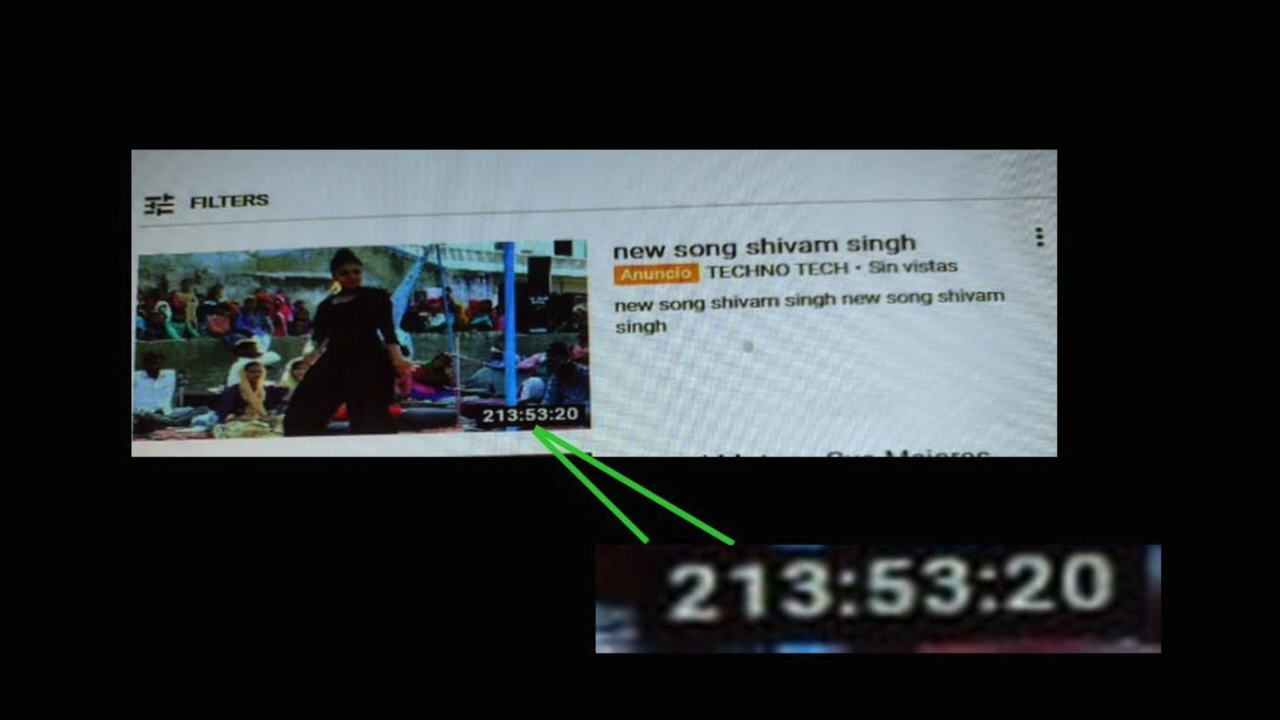 FILTERS
new song shivam singh
Anuncio TECHNO TECH • Sin vistas
new song shivam singh new song shivam
singh
213:53:20
213:53:20